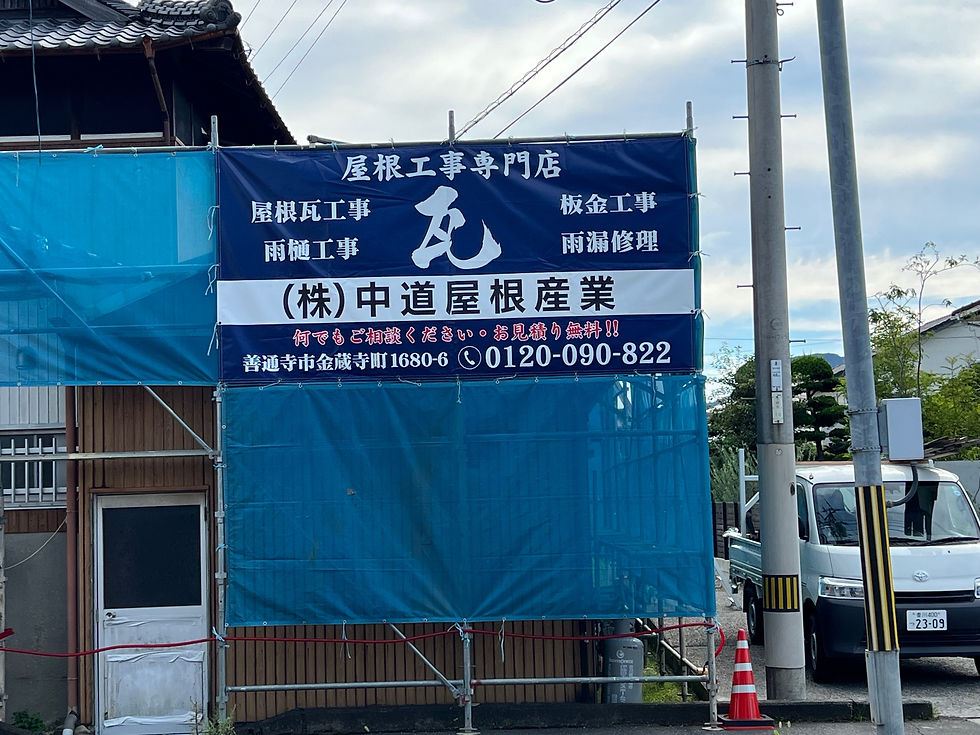 屋根工事専門店
屋根瓦工事
瓦
板金工事
雨樋工事
雨漏修理
(株)中道屋根産業
何でもご相談ください・お見積り無料!!
善通寺市金蔵寺町1680-6
0120-090-822
香川 400
23-09